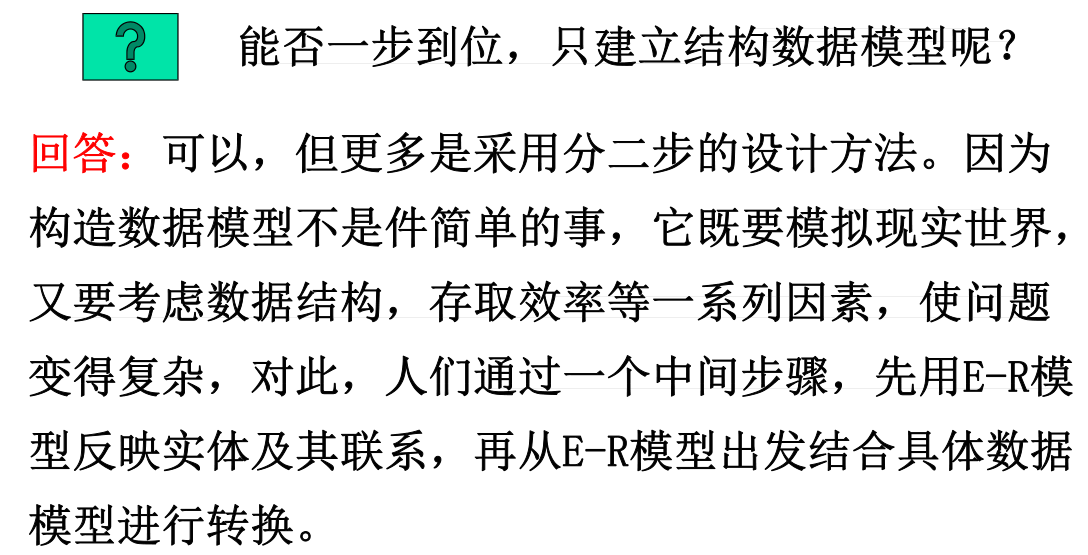 ?
能否一步到位，只建立结构数据模型呢？
回答：可以，但更多是采用分二步的设计方法。因为
构造数据模型不是件简单的事，它既要模拟现实世界，
又要考虑数据结构，存取效率等一系列因素，使问题
变得复杂，对此，人们通过一个中间步骤，先用E-R模
型反映实体及其联系，再从E-R模型出发结合具体数据
模型进行转换。